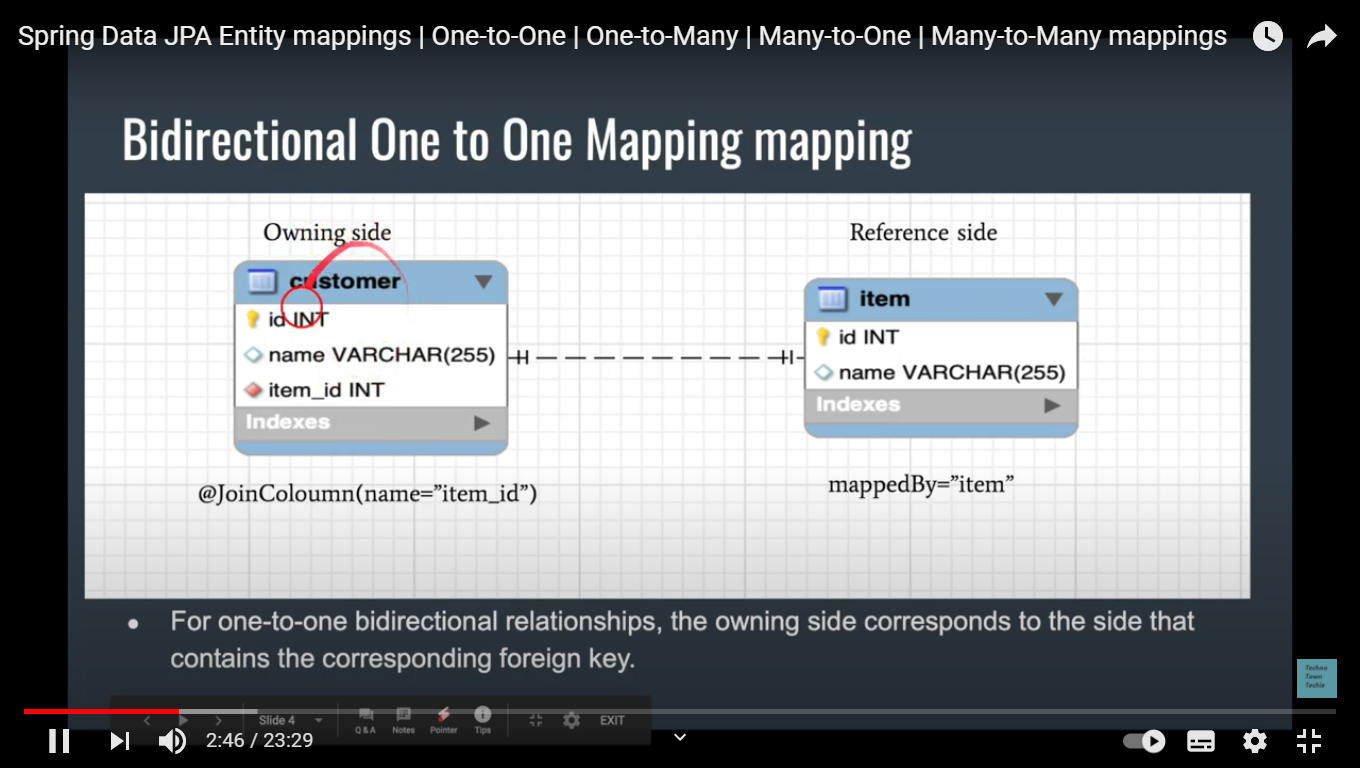 Spring Data JPA Entity mappings | One-to-One | One-to-Many | Many-to-One | Many-to-Many mappings
Bidirectional One to One Mapping mapping
Owning side
Reference side
customer
id INT
name VARCHAR(255)
item_id INT
Indexes
item
id INT
name VARCHAR(255)
Indexes
@JoinColoumn(name=”item_id”)
mappedBy=”item”
● For one-to-one bidirectional relationships, the owning side corresponds to the side that
contains the corresponding foreign key.
Techno
Town
Techie
Slide 4
Q&A
Notes
Pointer
Tips
EXIT
2:46 / 23:29